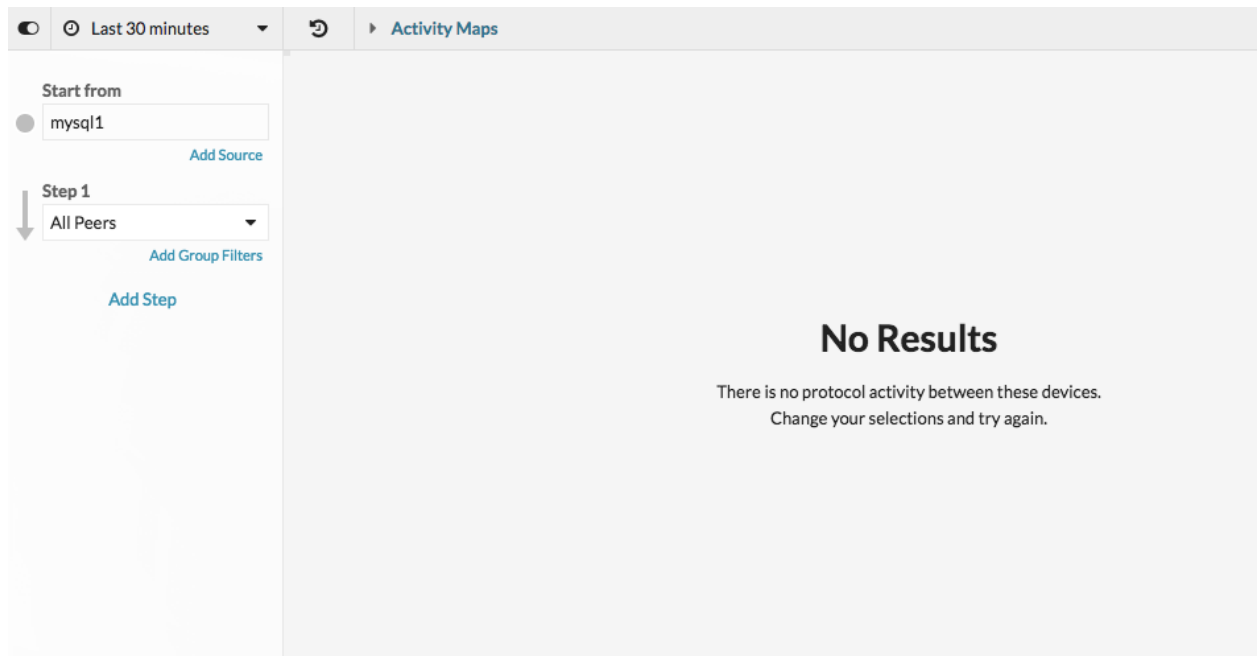 Last 30 minutes
Activity Maps
Start from
mysql1
Add Source
Step 1
All Peers
Add Group Filters
Add Step
No Results
There is no protocol activity between these devices.
Change your selections and try again.